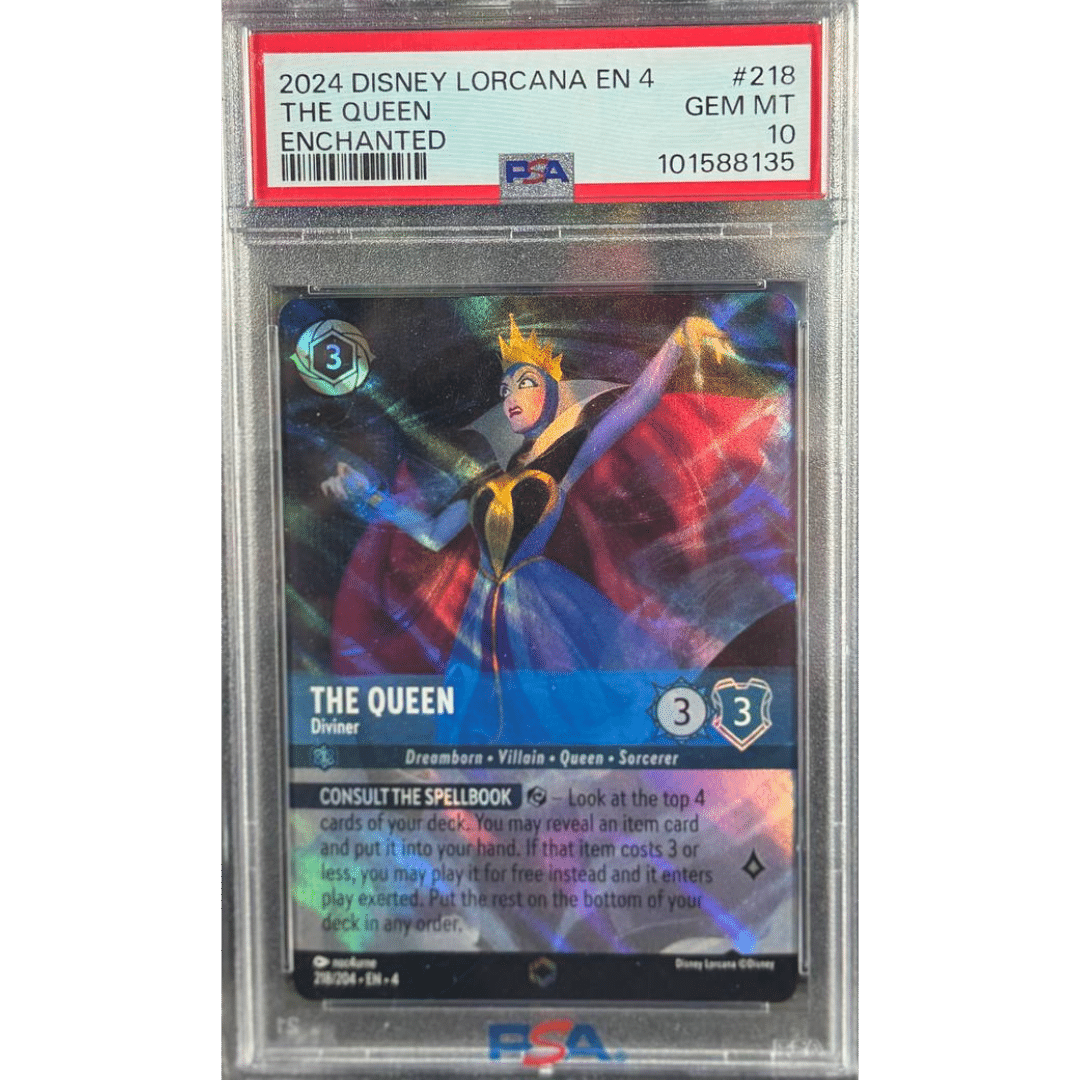 2024 DISNEY LORCANA EN 4 #218
THE QUEEN GEM MT
ENCHANTED 10
101588135
PSA
3
THE QUEEN 3 3
Diviner
Dreamborn • Villain • Queen • Sorcerer
CONSULT THE SPELLBOOK – Look at the top 4
cards of your deck. You may reveal an item card
and put it into your hand. If that item costs 3 or
less, you may play it for free instead and it enters
play exerted. Put the rest on the bottom of your
deck in any order.
Disney Lorcana ©Disney
218/204 • EN • 4
PSA